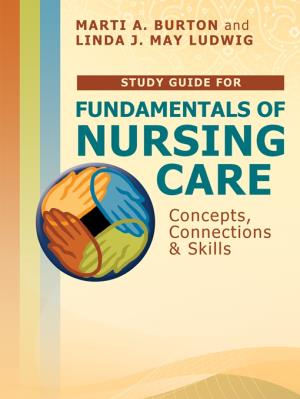 MARTI A. BURTON and
LINDA J. MAY LUDWIG
STUDY GUIDE FOR
FUNDAMENTALS OF
NURSING
CARE
Concepts,
Connections
& Skills